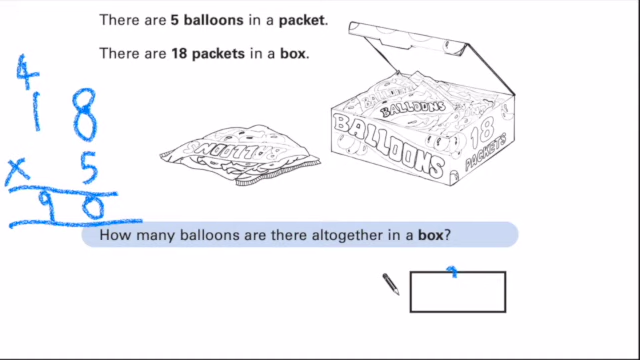 There are 5 balloons in a packet.
There are 18 packets in a box.
4
18
x 5
90
BALLOONS
BALLOONS
BALLOONS
18
PACKETS
How many balloons are there altogether in a box?